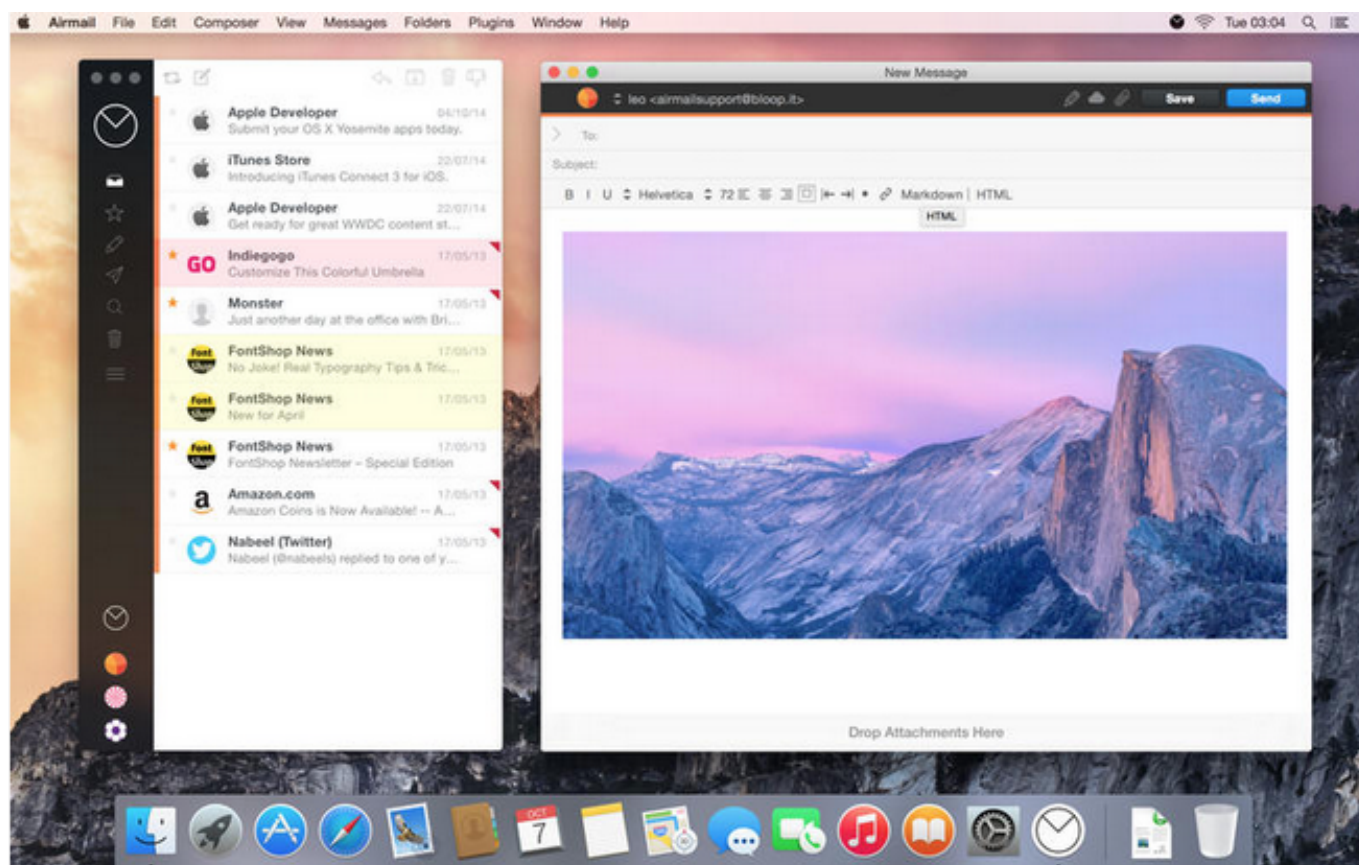 Airmail File Edit Composer View Messages Folders Plugins Window Help Tue 03:04
Apple Developer 04/10/14
Submit your OS X Yosemite apps today.
iTunes Store 22/07/14
Introducing iTunes Connect 3 for iOS.
Apple Developer 22/07/14
Get ready for great WWDC content st...
GO
Indiegogo 17/05/13
Customize This Colorful Umbrella
Monster 17/05/13
Just another day at the office with Bri...
Font Shop
FontShop News 17/05/13
No Joke! Real Typography Tips & Tric...
Font Shop
FontShop News 17/05/13
New for April
Font Shop
FontShop News 17/05/13
FontShop Newsletter – Special Edition
a
Amazon.com 17/05/13
Amazon Coins is Now Available! -- A...
Nabeel (Twitter) 17/05/13
Nabeel (@nabeels) replied to one of y...
New Message
leo <airmailsupport@bloop.it> Save Send
To:
Subject:
B I U Helvetica 72 Markdown | HTML
HTML
Drop Attachments Here
OCT
7